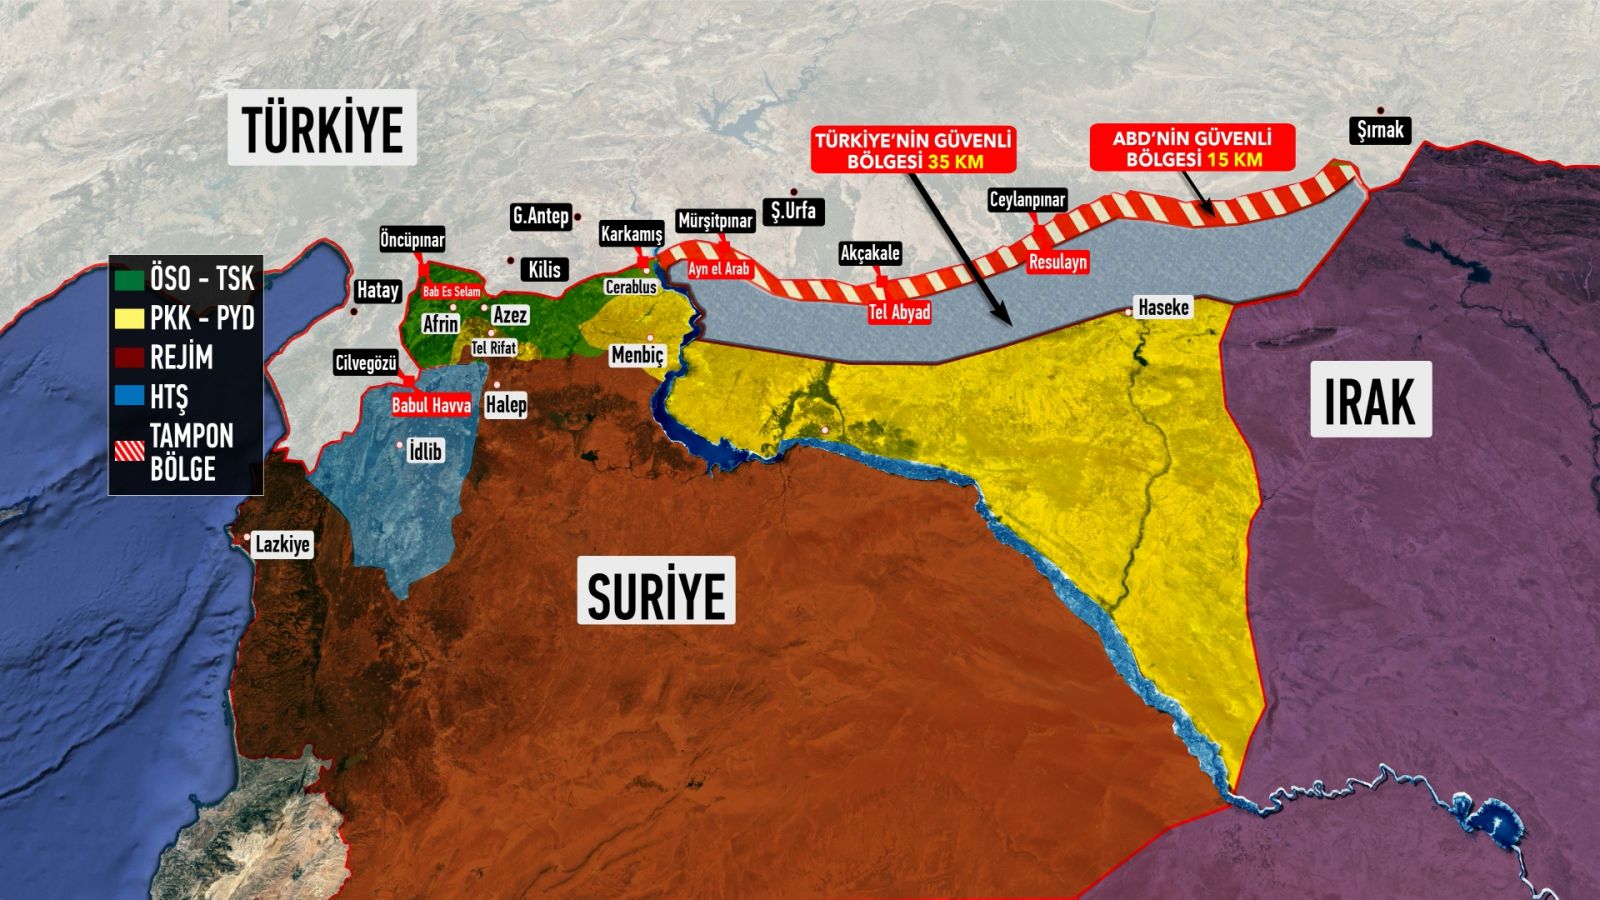 TÜRKİYE
TÜRKİYE'NİN GÜVENLİ
BÖLGESİ 35 KM
ABD'NİN GÜVENLİ
BÖLGESİ 15 KM
Şırnak
Ceylanpınar
Ş.Urfa
Mürşitpınar
G.Antep
Karkamış
Öncüpınar
Akçakale
Kilis
Resulayn
Ayn el Arab
Hatay
Bab Es Selam
Cerablus
Tel Abyad
Haseke
Azez
Afrin
Tel Rifat
Menbiç
Cilvegözü
Babul Havva
Halep
İdlib
Lazkiye
ÖSO - TSK
PKK - PYD
REJİM
HTŞ
TAMPON
BÖLGE
IRAK
SURİYE